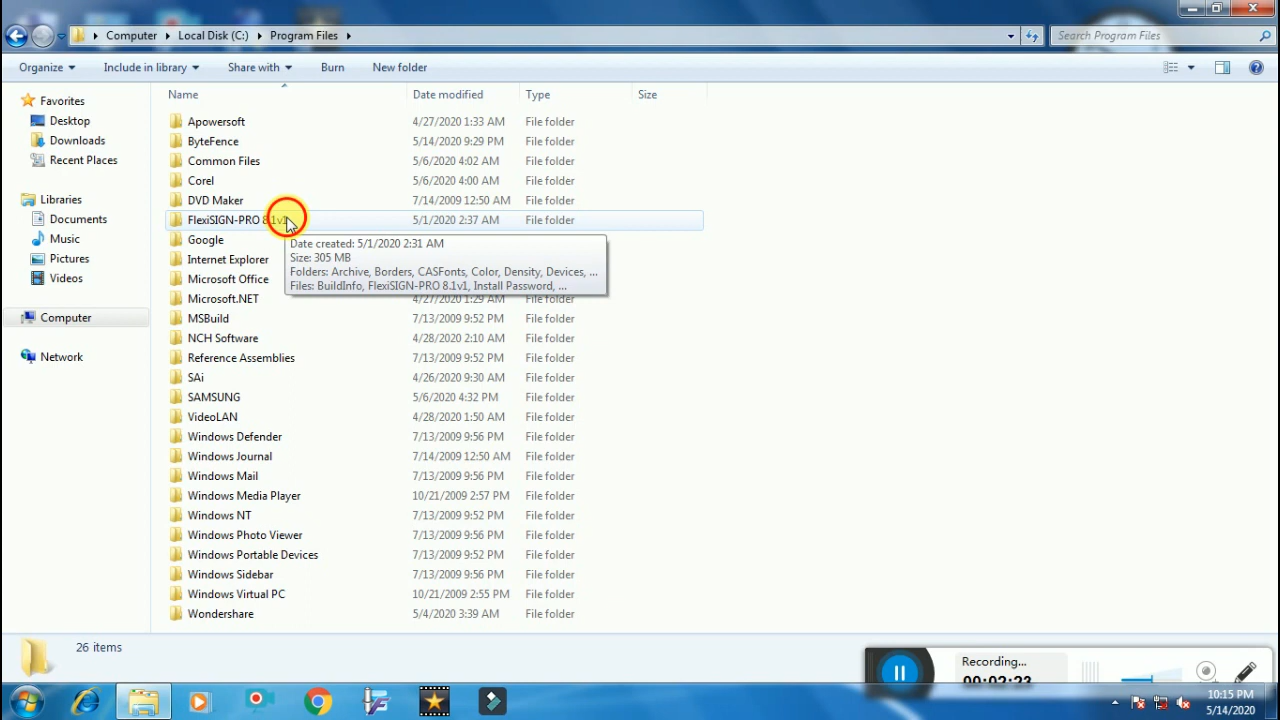 Computer Local Disk (C:) Program Files Search Program Files
Organize Include in library Share with Burn New folder
Name Date modified Type Size
Favorites
Desktop
Downloads
Recent Places
Libraries
Documents
Music
Pictures
Videos
Computer
Network
Apowersoft 4/27/2020 1:33 AM File folder
ByteFence 5/14/2020 9:29 PM File folder
Common Files 5/6/2020 4:02 AM File folder
Corel 5/6/2020 4:00 AM File folder
DVD Maker 7/14/2009 12:50 AM File folder
FlexiSIGN-PRO 8.1v1 5/1/2020 2:37 AM File folder
Google
Internet Explorer
Microsoft Office
Microsoft.NET 4/27/2020 1:29 AM File folder
Date created: 5/1/2020 2:31 AM
Size: 305 MB
Folders: Archive, Borders, CASFonts, Color, Density, Devices, ...
Files: BuildInfo, FlexiSIGN-PRO 8.1v1, Install Password, ...
MSBuild 7/13/2009 9:52 PM File folder
NCH Software 4/28/2020 2:10 AM File folder
Reference Assemblies 7/13/2009 9:52 PM File folder
SAi 4/26/2020 9:30 AM File folder
SAMSUNG 5/6/2020 4:32 PM File folder
VideoLAN 4/28/2020 1:50 AM File folder
Windows Defender 7/13/2009 9:56 PM File folder
Windows Journal 7/14/2009 12:50 AM File folder
Windows Mail 7/13/2009 9:56 PM File folder
Windows Media Player 10/21/2009 2:57 PM File folder
Windows NT 7/13/2009 9:52 PM File folder
Windows Photo Viewer 7/13/2009 9:56 PM File folder
Windows Portable Devices 7/13/2009 9:52 PM File folder
Windows Sidebar 7/13/2009 9:56 PM File folder
Windows Virtual PC 10/21/2009 2:55 PM File folder
Wondershare 5/4/2020 3:39 AM File folder
26 items
Recording...
00:02:23
10:15 PM
5/14/2020